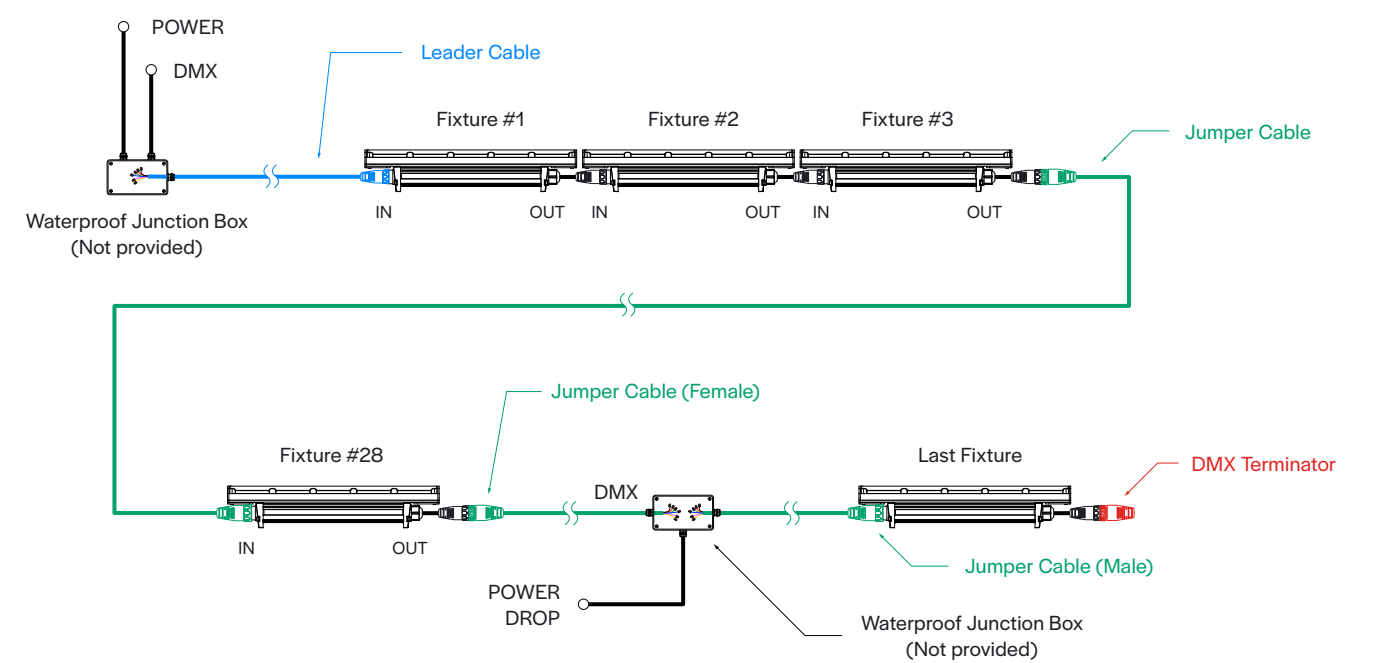 POWER
DMX
Leader Cable
Fixture #1
Fixture #2
Fixture #3
Jumper Cable
IN
OUT
IN
OUT
IN
OUT
Waterproof Junction Box
(Not provided)
Jumper Cable (Female)
Fixture #28
Last Fixture
DMX Terminator
DMX
IN
OUT
Jumper Cable (Male)
POWER
DROP
Waterproof Junction Box
(Not provided)